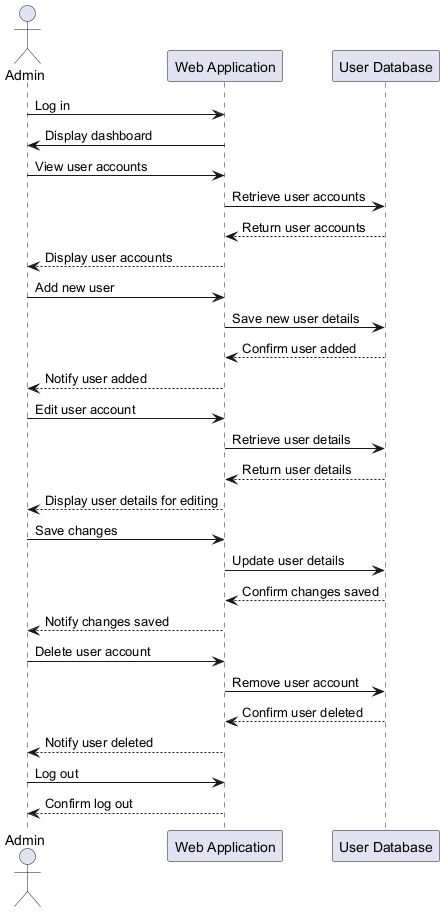 Admin
Web Application
User Database
Log in
Display dashboard
View user accounts
Retrieve user accounts
Return user accounts
Display user accounts
Add new user
Save new user details
Confirm user added
Notify user added
Edit user account
Retrieve user details
Return user details
Display user details for editing
Save changes
Update user details
Confirm changes saved
Notify changes saved
Delete user account
Remove user account
Confirm user deleted
Notify user deleted
Log out
Confirm log out
Admin
Web Application
User Database